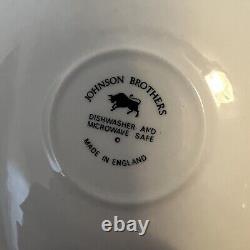 JOHNSON BROTHERS
DISHWASHER AND
MICROWAVE SAFE
©
MADE IN ENGLAND